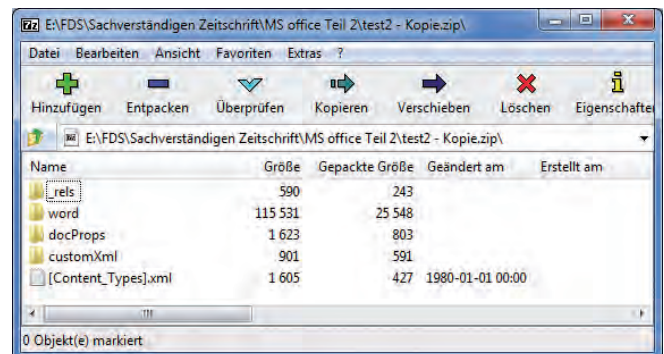 E:\FDS\Sachverständigen Zeitschrift\MS office Teil 2\test2 - Kopie.zip\
Datei Bearbeiten Ansicht Favoriten Extras ?
Hinzufügen Entpacken Überprüfen Kopieren Verschieben Löschen Eigenschafte
E:\FDS\Sachverständigen Zeitschrift\MS office Teil 2\test2 - Kopie.zip\
Name Größe Gepackte Größe Geändert am Erstellt am
_rels 590 243
word 115 531 25 548
docProps 1 623 803
customXml 901 591
[Content_Types].xml 1 605 427 1980-01-01 00:00
0 Objekt(e) markiert